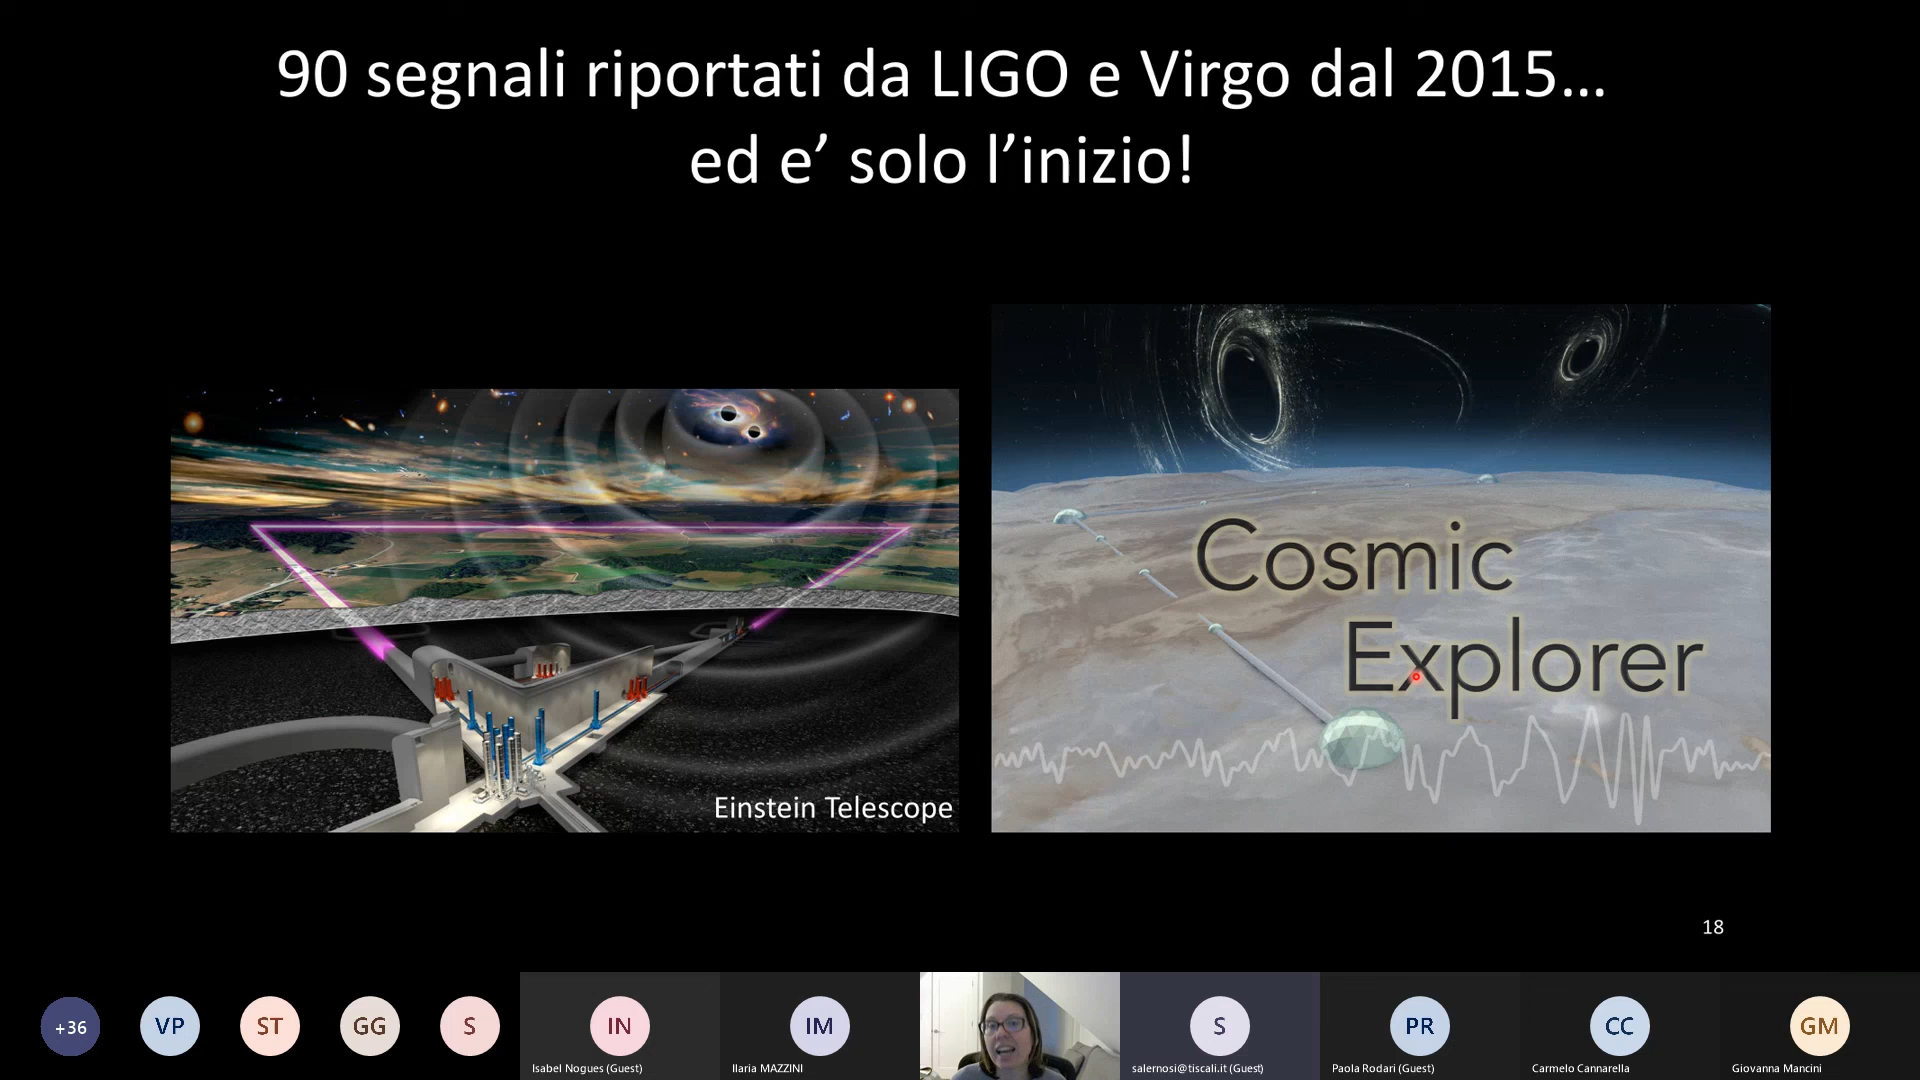 90 segnali riportati da LIGO e Virgo dal 2015…
ed e’ solo l’inizio!
Cosmic
Explorer
Einstein Telescope
18
+36
VP
ST
GG
S
IN
IM
S
PR
CC
GM
Isabel Nogues (Guest)
Ilaria MAZZINI
salernosi@tiscali.it (Guest)
Paola Rodari (Guest)
Carmelo Cannarella
Giovanna Mancini